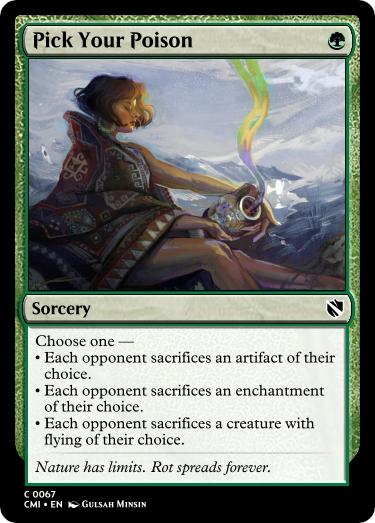 Pick Your Poison
Sorcery
Choose one —
• Each opponent sacrifices an artifact of their
choice.
• Each opponent sacrifices an enchantment
of their choice.
• Each opponent sacrifices a creature with
flying of their choice.
Nature has limits. Rot spreads forever.
C 0067
CMI • EN Gulsah Minsin